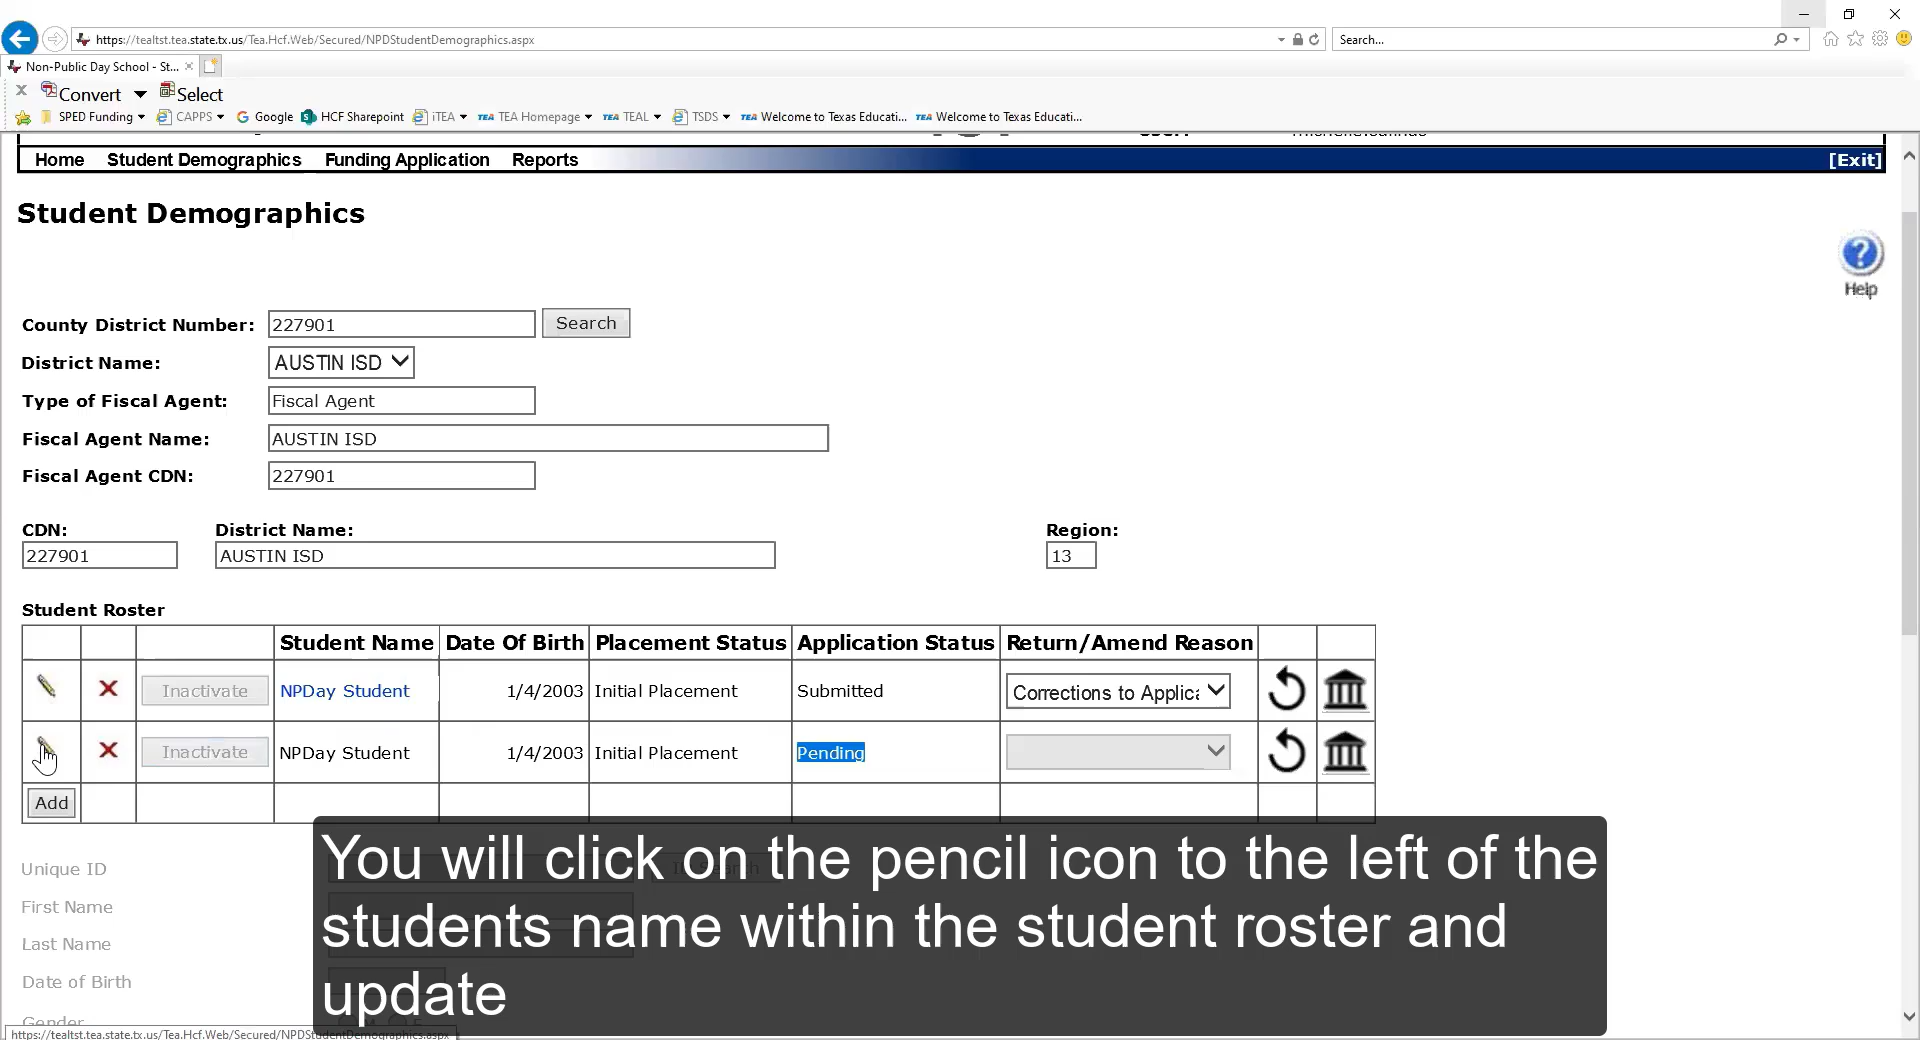 https://tealtst.tea.state.tx.us/Tea.Hcf.Web/Secured/NPDStudentDemographics.aspx
Search...
Non-Public Day School - St...
Convert
Select
SPED Funding
CAPPS
Google
HCF Sharepoint
iTEA
TEA TEA Homepage
TEA TEAL
TSDS
TEA Welcome to Texas Educati...
TEA Welcome to Texas Educati...
Home Student Demographics Funding Application Reports [Exit]
Student Demographics
Help
County District Number: 227901 Search
District Name: AUSTIN ISD
Type of Fiscal Agent: Fiscal Agent
Fiscal Agent Name: AUSTIN ISD
Fiscal Agent CDN: 227901
CDN: District Name: Region:
227901 AUSTIN ISD 13
Student Roster
Student Name Date Of Birth Placement Status Application Status Return/Amend Reason
Inactivate NPDay Student 1/4/2003 Initial Placement Submitted Corrections to Applica
Inactivate NPDay Student 1/4/2003 Initial Placement Pending
Add
Unique ID
First Name
Last Name
Date of Birth
Gender
You will click on the pencil icon to the left of the
students name within the student roster and
update
https://tealtst.tea.state.tx.us/Tea.Hcf.Web/Secured/NPDStudentDemographics.aspx